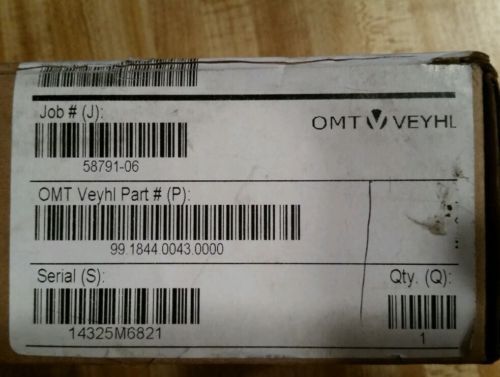 Job # (J):
OMT VEYHL
58791-06
OMT Veyhl Part # (P):
99.1844.0043.0000
Serial (S):
Qty. (Q):
14325M6821
1